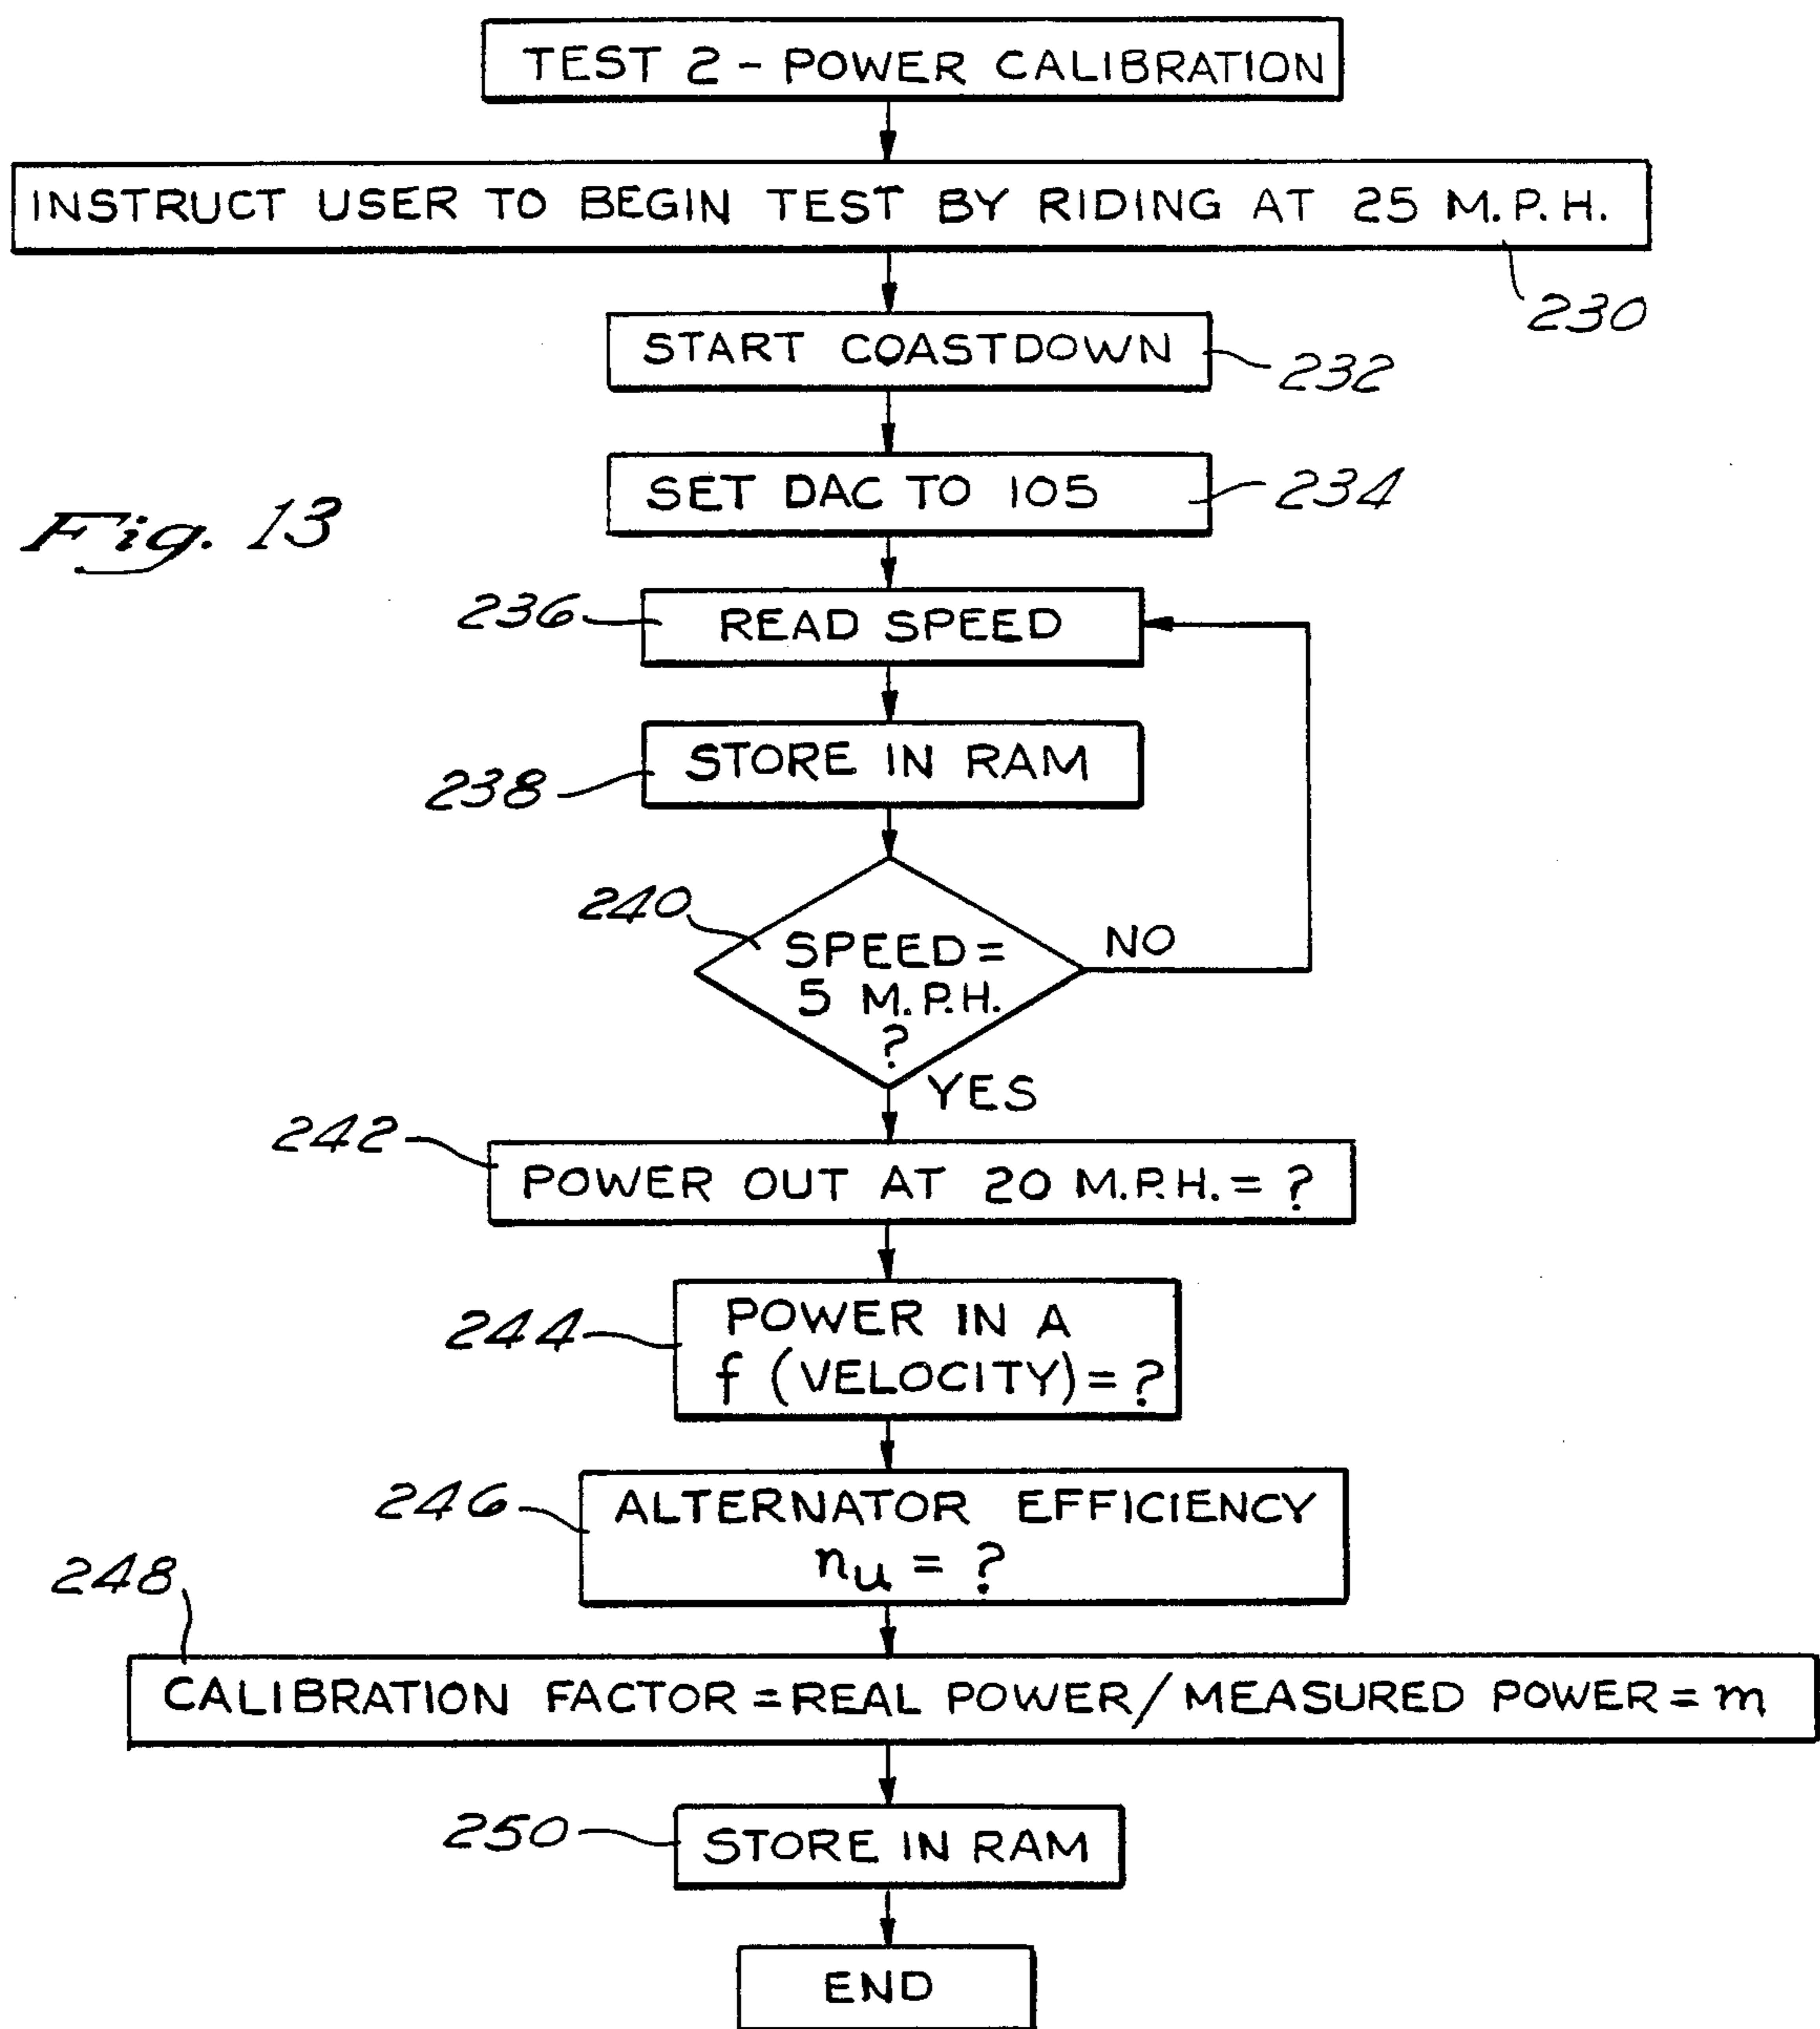 TEST 2 - POWER CALIBRATION
INSTRUCT USER TO BEGIN TEST BY RIDING AT 25 M.P.H.
230
START COASTDOWN
232
SET DAC TO 105
234
Fig. 13
236
READ SPEED
238
STORE IN RAM
240
SPEED =
5 M.P.H.
?
NO
YES
242
POWER OUT AT 20 M.P.H. = ?
244
POWER IN A
f (VELOCITY) = ?
246
ALTERNATOR EFFICIENCY
nu = ?
248
CALIBRATION FACTOR = REAL POWER / MEASURED POWER = m
250
STORE IN RAM
END